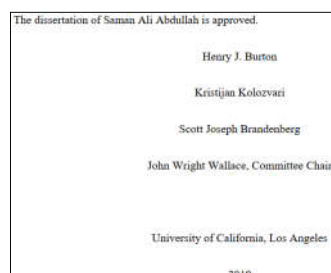 The dissertation of Saman Ali Abdullah is approved.
Henry J. Burton
Kristijan Kolozvari
Scott Joseph Brandenberg
John Wright Wallace, Committee Chair
University of California, Los Angeles